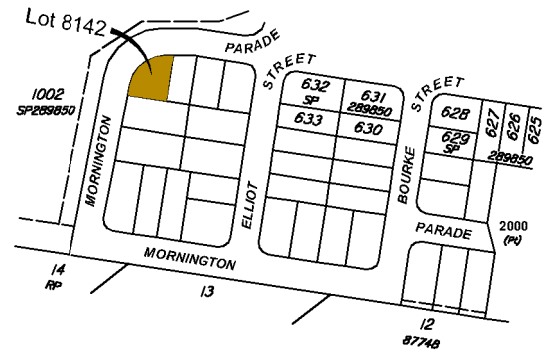 Lot 8142
PARADE
STREET
STREET
1002
SP289850
632
SP
631
289850
633
630
628
629
SP
627
626
625
289850
MORNINGTON
ELLIOT
BOURKE
PARADE
2000
(Pt)
MORNINGTON
14
RP
13
12
87748